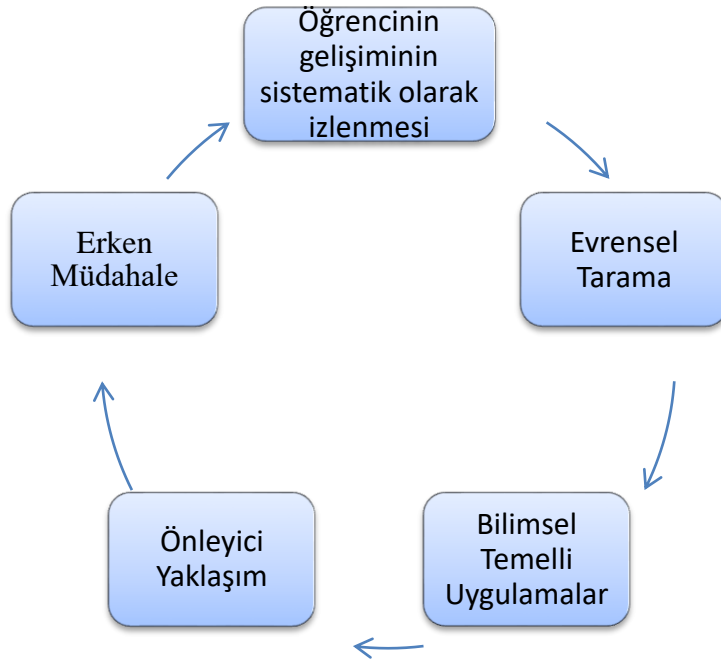 Öğrencinin
gelişiminin
sistematik olarak
izlenmesi
Evrensel
Tarama
Bilimsel
Temelli
Uygulamalar
Önleyici
Yaklaşım
Erken
Müdahale